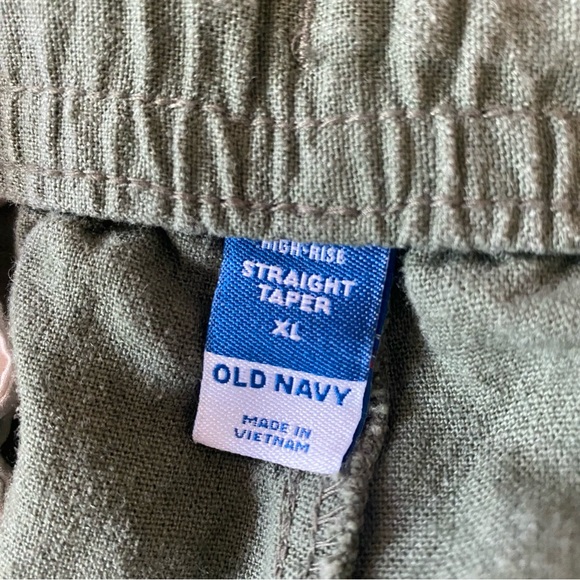 HIGH-RISE
STRAIGHT
TAPER
XL
OLD NAVY
MADE IN
VIETNAM